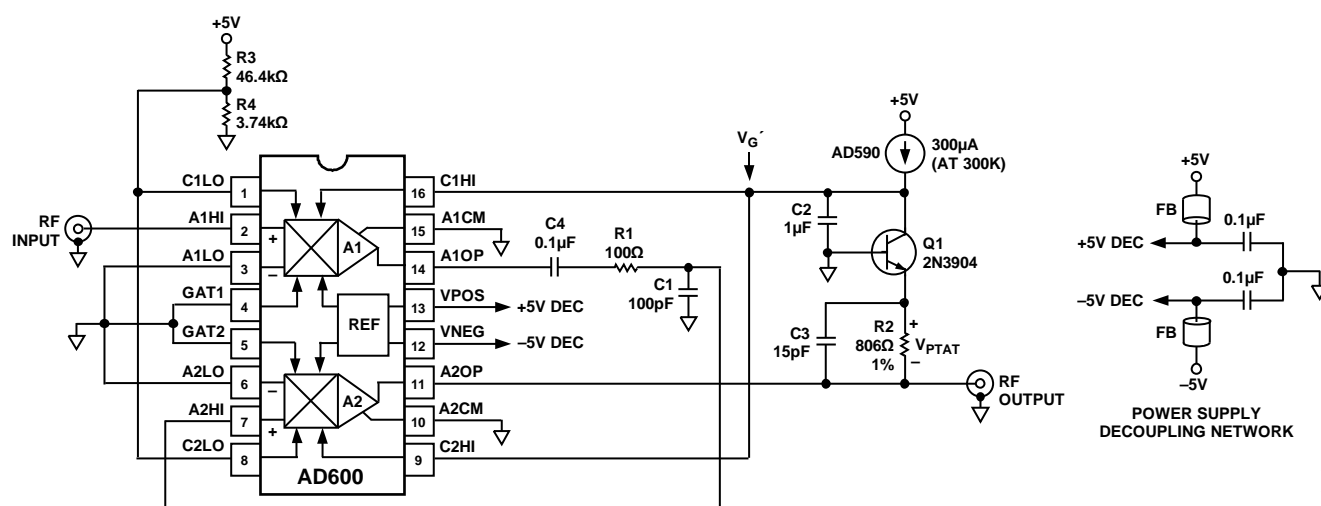 +5V
R3
46.4kΩ
R4
3.74kΩ
C1LO
1
A1HI
2
RF
INPUT
A1LO
3
GAT1
4
GAT2
5
A2LO
6
A2HI
7
C2LO
8
+
–
A1
REF
–
A2
+
AD600
16
C1HI
15
A1CM
14
A1OP
13
VPOS
+5V DEC
12
VNEG
–5V DEC
11
A2OP
10
A2CM
9
C2HI
C4
0.1µF
R1
100Ω
C1
100pF
VG´
+5V
AD590
300µA
(AT 300K)
C2
1µF
Q1
2N3904
C3
15pF
R2
806Ω
1%
+
VPTAT
–
RF
OUTPUT
+5V
FB
0.1µF
+5V DEC
0.1µF
–5V DEC
FB
–5V
POWER SUPPLY
DECOUPLING NETWORK